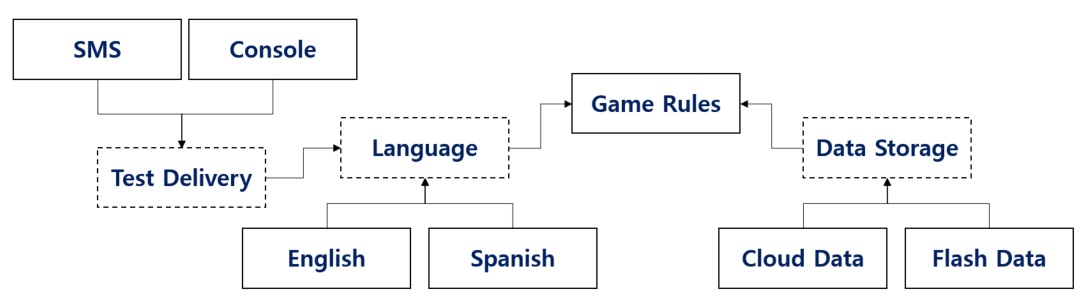 SMS
Console
Game Rules
Language
Data Storage
Test Delivery
English
Spanish
Cloud Data
Flash Data